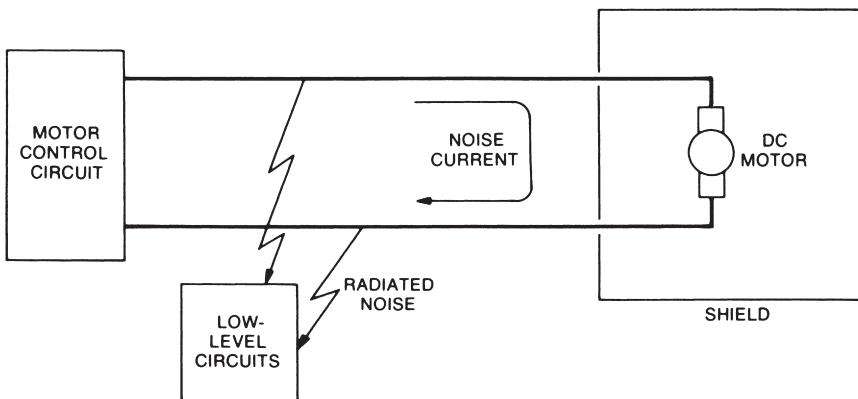 MOTOR
CONTROL
CIRCUIT
NOISE
CURRENT
DC
MOTOR
RADIATED
NOISE
SHIELD
LOW-
LEVEL
CIRCUITS